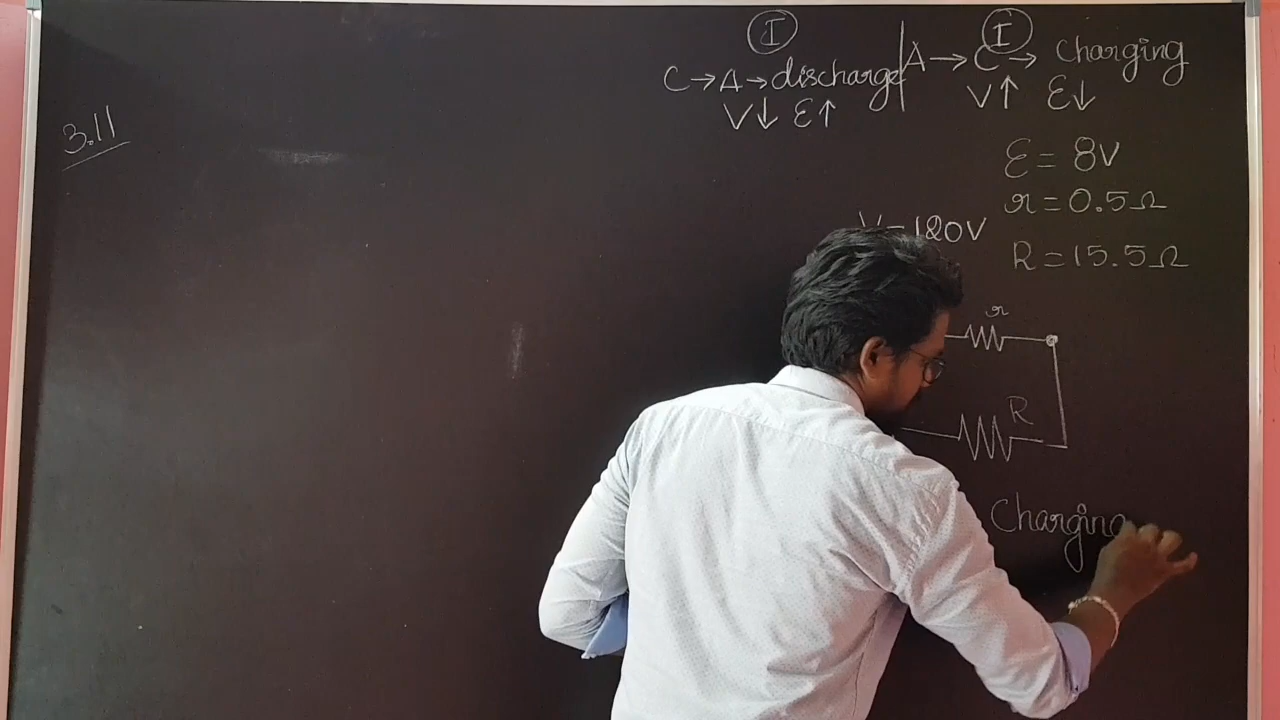 3.11
I
C→A→discharge
V↓ Ɛ↑
I
A→C→ Charging
V↑ Ɛ↓
Ɛ = 8V
r = 0.5Ω
V=120V
R = 15.5Ω
r
R
Charging